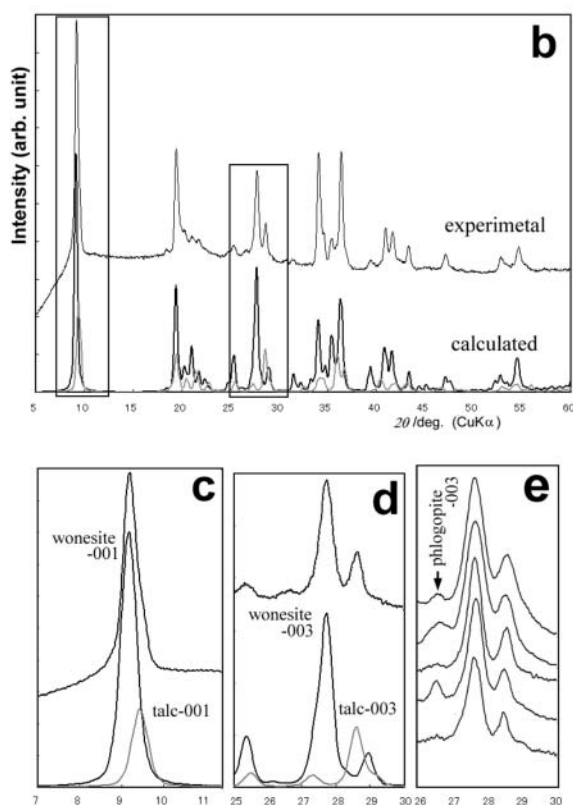 b
Intensity (arb. unit)
experimetal
calculated
5 10 15 20 25 30 35 40 45 50 55 60
2θ /deg. (CuKα)
c
wonesite
-001
talc-001
7 8 9 10 11
d
wonesite
-003
talc-003
25 26 27 28 29 30
e
phlogopite
-003
26 27 28 29 30